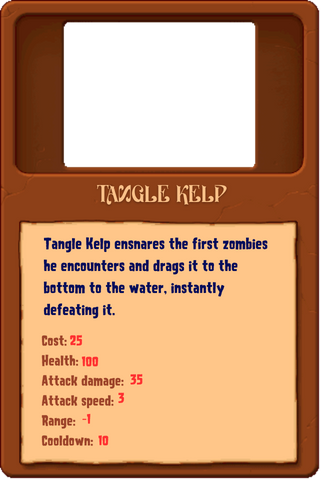 TANGLE KELP
Tangle Kelp ensnares the first zombies
he encounters and drags it to the
bottom to the water, instantly
defeating it.
Cost: 25
Health: 100
Attack damage: 35
Attack speed: 3
Range: -1
Cooldown: 10